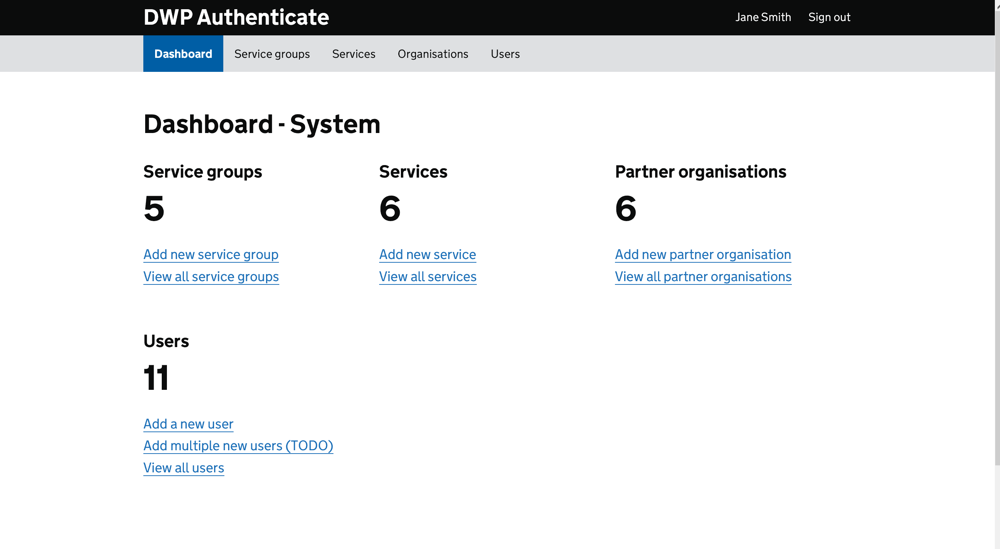 DWP Authenticate
Jane Smith Sign out
Dashboard Service groups Services Organisations Users
Dashboard - System
Service groups
5
Add new service group
View all service groups
Services
6
Add new service
View all services
Partner organisations
6
Add new partner organisation
View all partner organisations
Users
11
Add a new user
Add multiple new users (TODO)
View all users